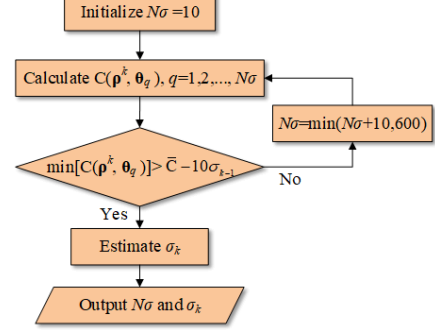 Initialize Nσ =10
Calculate C(ρ^k, θ_q), q=1,2,..., Nσ
Nσ=min(Nσ+10,600)
min[C(ρ^k, θ_q)]> C̅ −10σ_{k−1}
No
Yes
Estimate σ_k
Output Nσ and σ_k